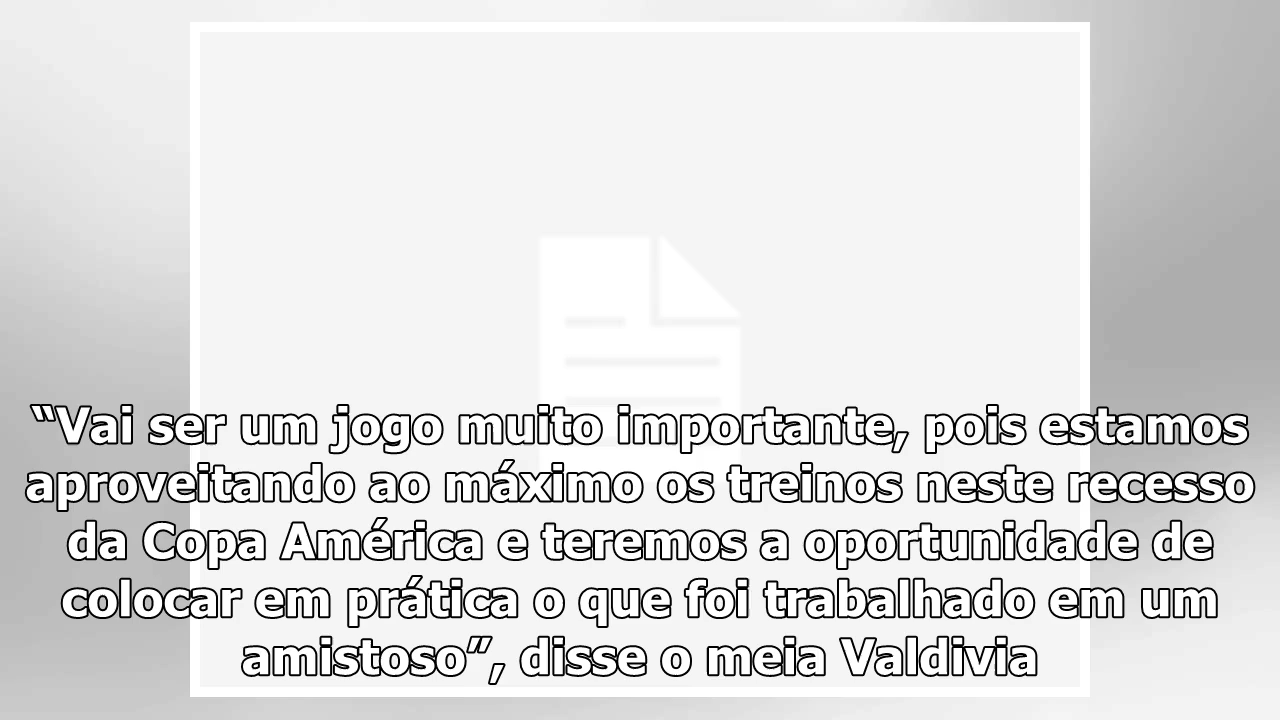 “Vai ser um jogo muito importante, pois estamos
aproveitando ao máximo os treinos neste recesso
da Copa América e teremos a oportunidade de
colocar em prática o que foi trabalhado em um
amistoso”, disse o meia Valdivia